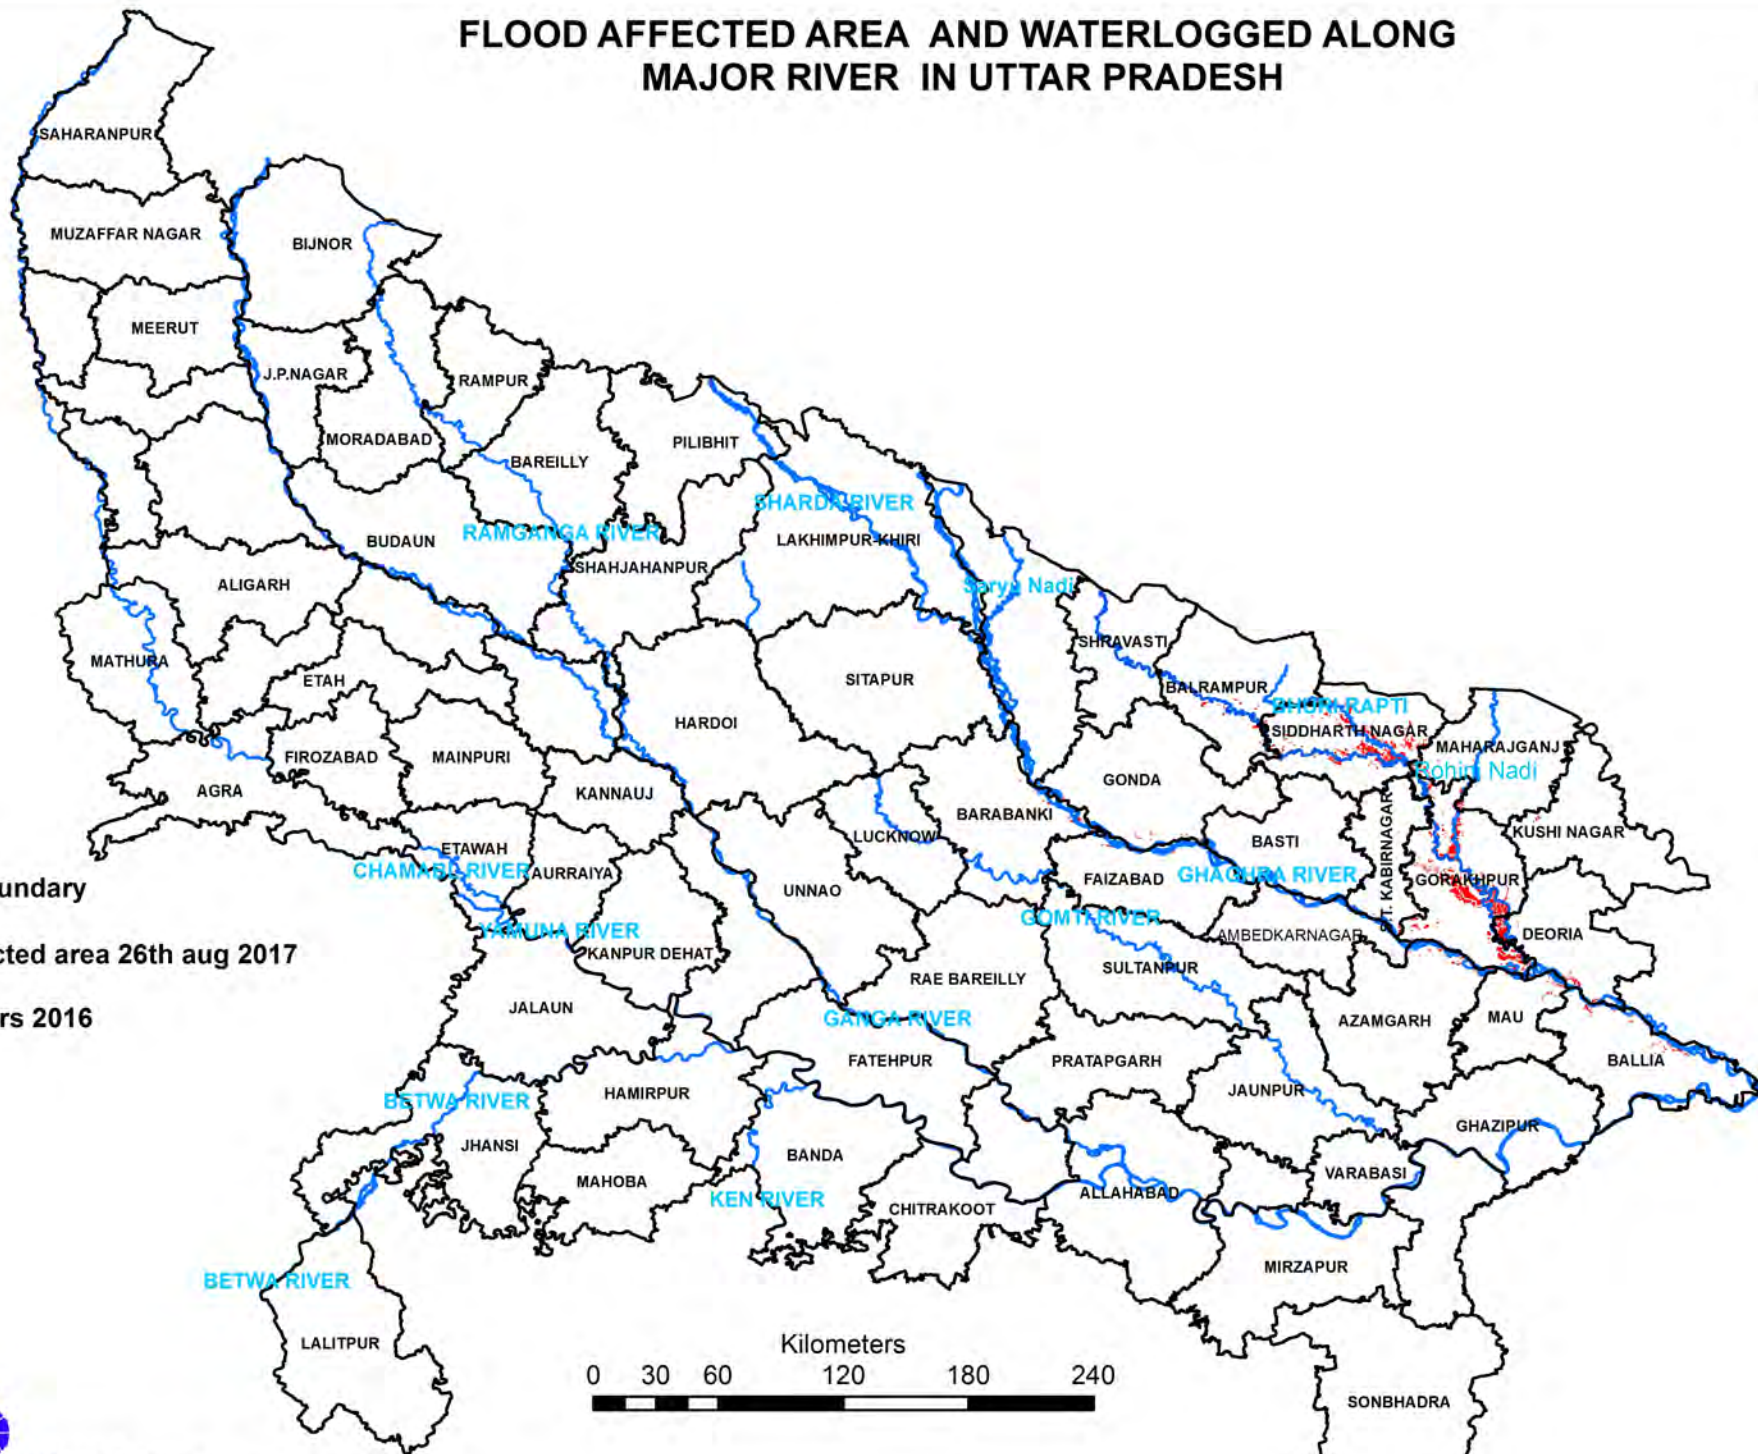 FLOOD AFFECTED AREA AND WATERLOGGED ALONG
MAJOR RIVER IN UTTAR PRADESH
SAHARANPUR
MUZAFFAR NAGAR
BIJNOR
MEERUT
J.P.NAGAR
RAMPUR
MORADABAD
BAREILLY
PILIBHIT
SHARDA RIVER
RAMGANGA RIVER
BUDAUN
LAKHIMPUR-KHIRI
SHAHJAHANPUR
ALIGARH
Saryu Nadi
SHRAVASTI
MATHURA
ETAH
SITAPUR
BALRAMPUR
BHURI RAPTI
HARDOI
SIDDHARTH NAGAR
MAHARAJGANJ
FIROZABAD
MAINPURI
Rohini Nadi
GONDA
AGRA
KANNAUJ
BARABANKI
KUSHI NAGAR
LUCKNOW
BASTI
ETAWAH
S.T. KABIRNAGAR
CHAMABL RIVER
AURRAIYA
UNNAO
FAIZABAD
GHAGHRA RIVER
GORAKHPUR
undary
GOMTI RIVER
YAMUNA RIVER
AMBEDKARNAGAR
DEORIA
cted area 26th aug 2017
KANPUR DEHAT
SULTANPUR
RAE BAREILLY
JALAUN
rs 2016
GANGA RIVER
AZAMGARH
MAU
FATEHPUR
PRATAPGARH
BALLIA
HAMIRPUR
JAUNPUR
BETWA RIVER
GHAZIPUR
JHANSI
BANDA
VARABASI
MAHOBA
KEN RIVER
ALLAHABAD
CHITRAKOOT
MIRZAPUR
BETWA RIVER
LALITPUR
Kilometers
0 30 60 120 180 240
SONBHADRA